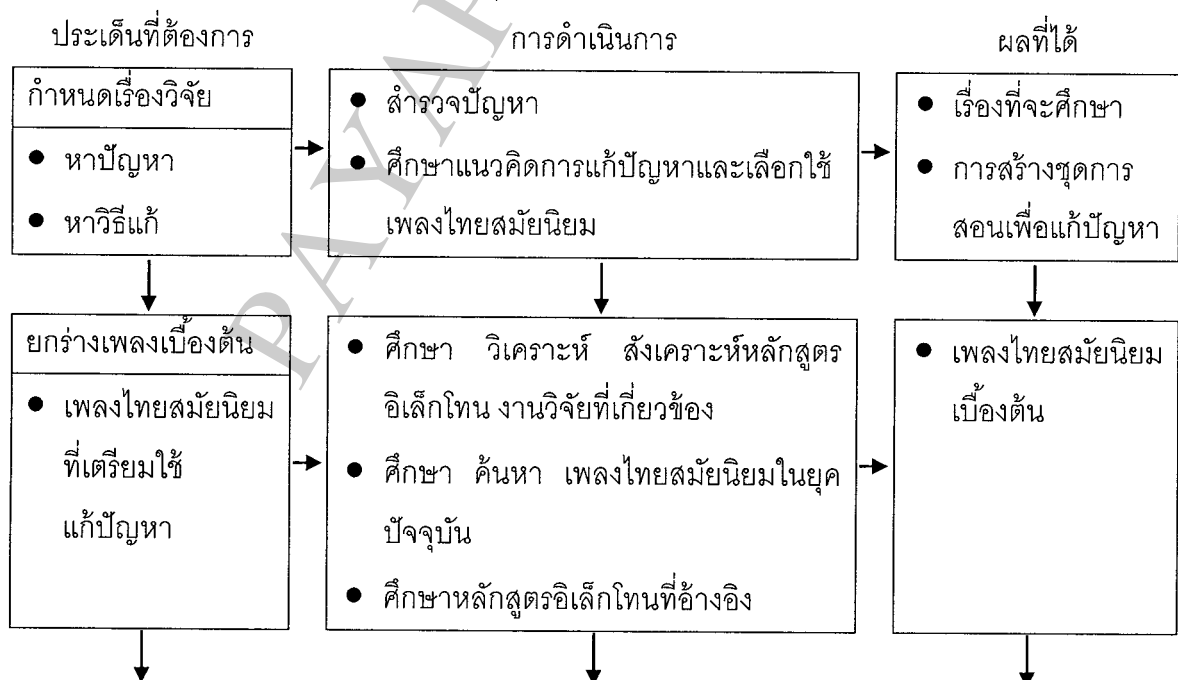 ประเด็นที่ต้องการ
การดำเนินการ
ผลที่ได้
กำหนดเรื่องวิจัย
● หาปัญหา
● หาวิธีแก้
● สำรวจปัญหา
● ศึกษาแนวคิดการแก้ปัญหาและเลือกใช้
เพลงไทยสมัยนิยม
● เรื่องที่จะศึกษา
● การสร้างชุดการ
สอนเพื่อแก้ปัญหา
ยกร่างเพลงเบื้องต้น
● เพลงไทยสมัยนิยม
ที่เตรียมใช้
แก้ปัญหา
● ศึกษา วิเคราะห์ สังเคราะห์หลักสูตร
อิเล็กโทน งานวิจัยที่เกี่ยวข้อง
● ศึกษา ค้นหา เพลงไทยสมัยนิยมในยุค
ปัจจุบัน
● ศึกษาหลักสูตรอิเล็กโทนที่อ้างอิง
● เพลงไทยสมัยนิยม
เบื้องต้น